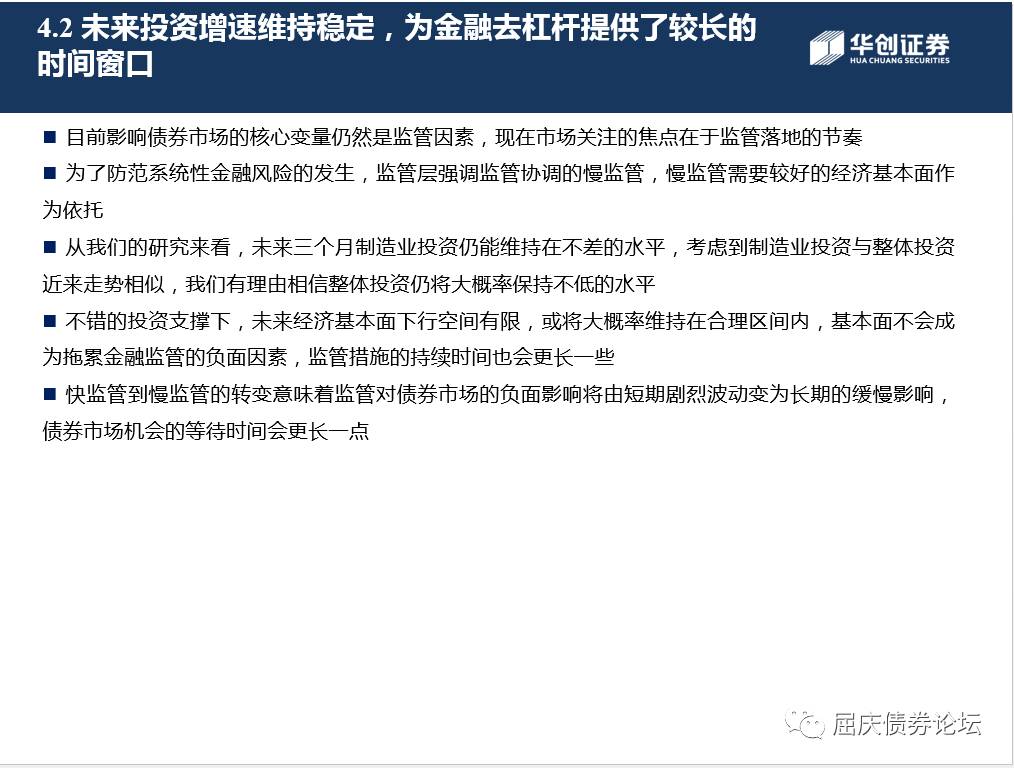 4.2 未来投资增速维持稳定，为金融去杠杆提供了较长的
时间窗口
华创证券
HUA CHUANG SECURITIES
■ 目前影响债券市场的核心变量仍然是监管因素，现在市场关注的焦点在于监管落地的节奏
■ 为了防范系统性金融风险的发生，监管层强调监管协调的慢监管，慢监管需要较好的经济基本面作
为依托
■ 从我们的研究来看，未来三个月制造业投资仍能维持在不差的水平，考虑到制造业投资与整体投资
近来走势相似，我们有理由相信整体投资仍将大概率保持不低的水平
■ 不错的投资支撑下，未来经济基本面下行空间有限，或将大概率维持在合理区间内，基本面不会成
为拖累金融监管的负面因素，监管措施的持续时间也会更长一些
■ 快监管到慢监管的转变意味着监管对债券市场的负面影响将由短期剧烈波动变为长期的缓慢影响，
债券市场机会的等待时间会更长一点
屈庆债券论坛